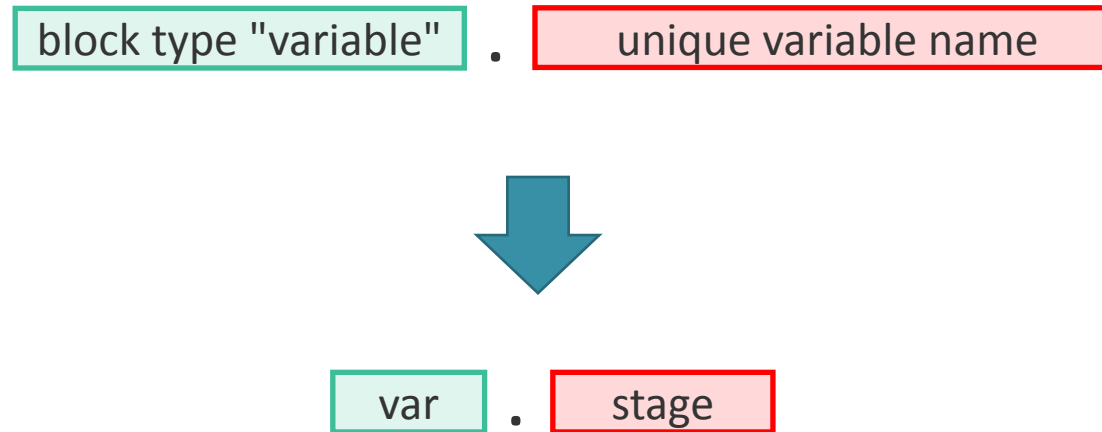 block type "variable" . unique variable name
var . stage